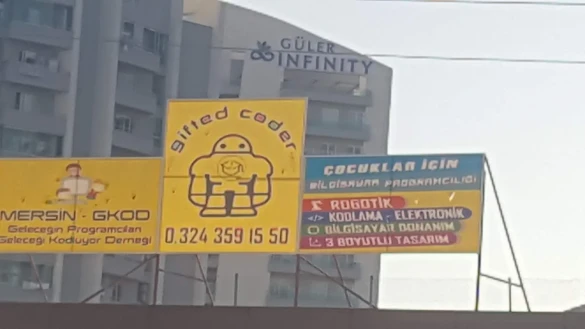 GÜLER
INFINITY
gifted coder
0.324 359 15 50
MERSİN - GKOD
Geleceğin Programcıları
Geleceği Kodluyor Derneği
ÇOCUKLAR İÇİN
BİLGİSAYAR PROGRAMCILIĞI
ROBOTİK
</> KODLAMA - ELEKTRONİK
BİLGİSAYAR DONANIM
3 BOYUTLU TASARIM